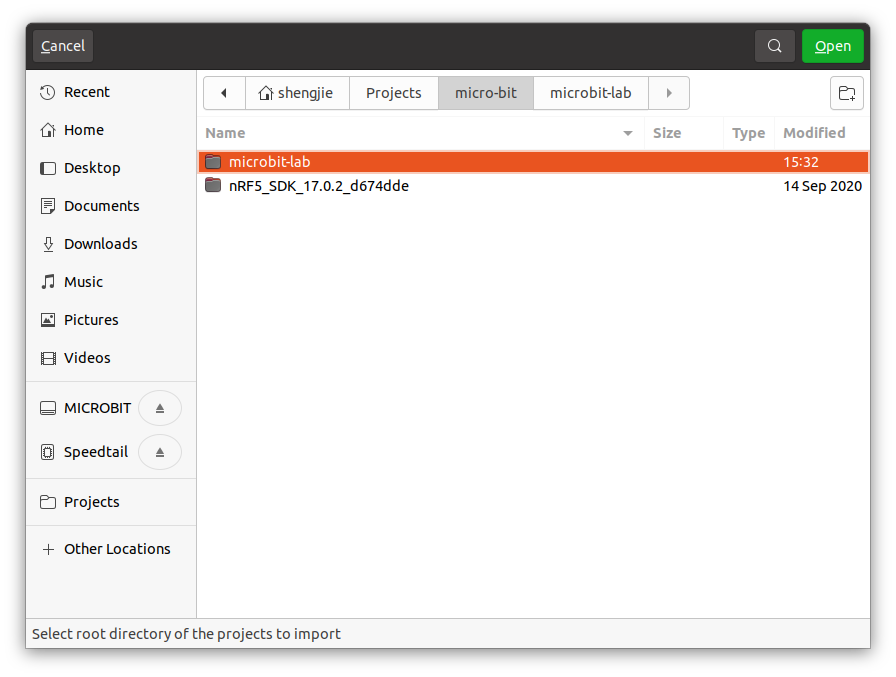 Cancel
Open
Recent
Home
Desktop
Documents
Downloads
Music
Pictures
Videos
MICROBIT
Speedtail
Projects
Other Locations
shengjie Projects micro-bit microbit-lab
Name Size Type Modified
microbit-lab 15:32
nRF5_SDK_17.0.2_d674dde 14 Sep 2020
Select root directory of the projects to import